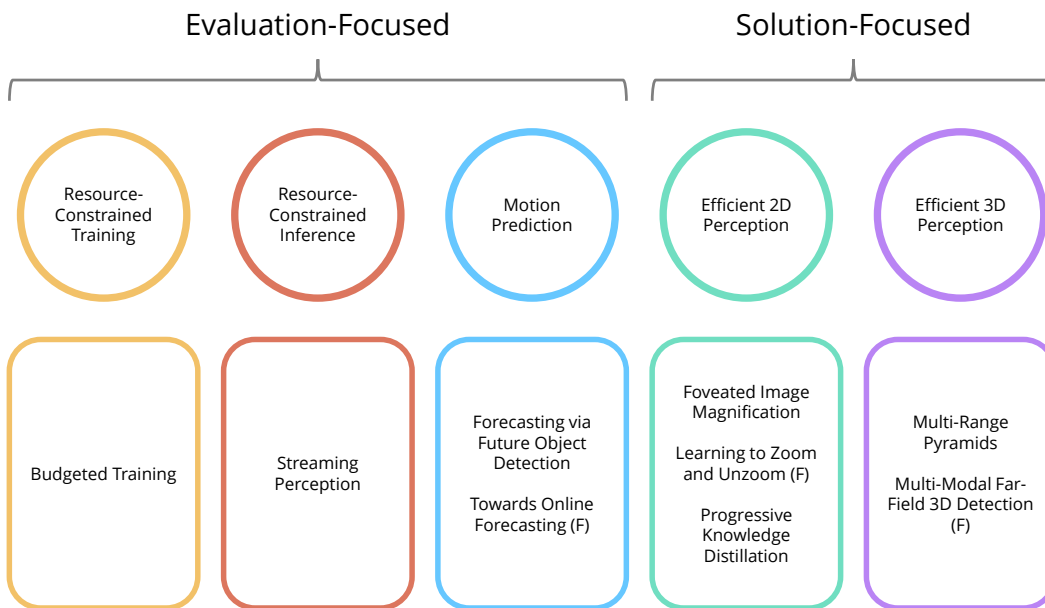 Evaluation-Focused
Solution-Focused
Resource-
Constrained
Training
Resource-
Constrained
Inference
Motion
Prediction
Efficient 2D
Perception
Efficient 3D
Perception
Budgeted Training
Streaming
Perception
Forecasting via
Future Object
Detection
Towards Online
Forecasting (F)
Foveated Image
Magnification
Learning to Zoom
and Unzoom (F)
Progressive
Knowledge
Distillation
Multi-Range
Pyramids
Multi-Modal Far-
Field 3D Detection
(F)